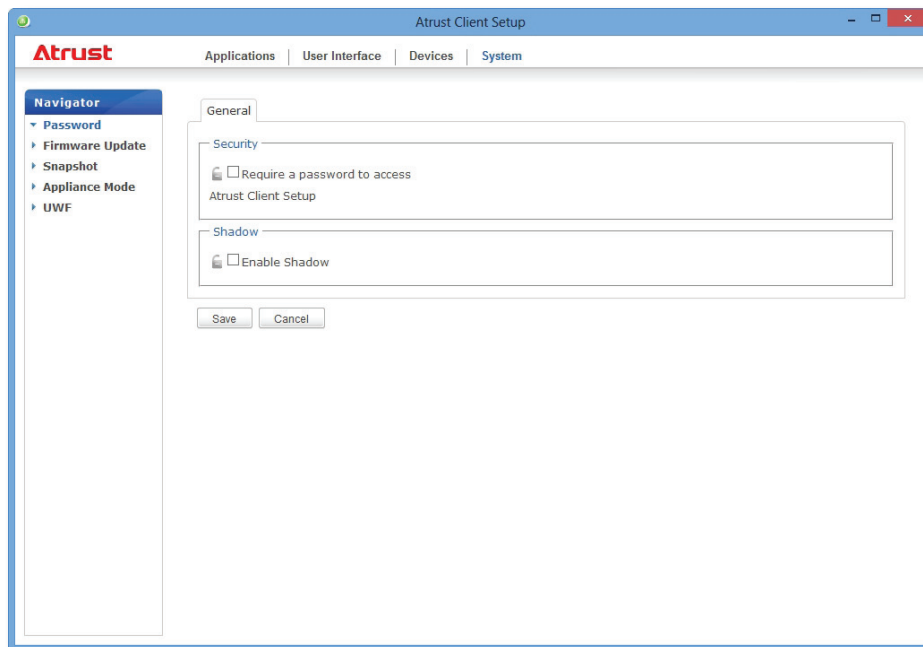 Atrust Client Setup
Atrust
Applications | User Interface | Devices | System
Navigator
Password
Firmware Update
Snapshot
Appliance Mode
UWF
General
Security
Require a password to access
Atrust Client Setup
Shadow
Enable Shadow
Save Cancel